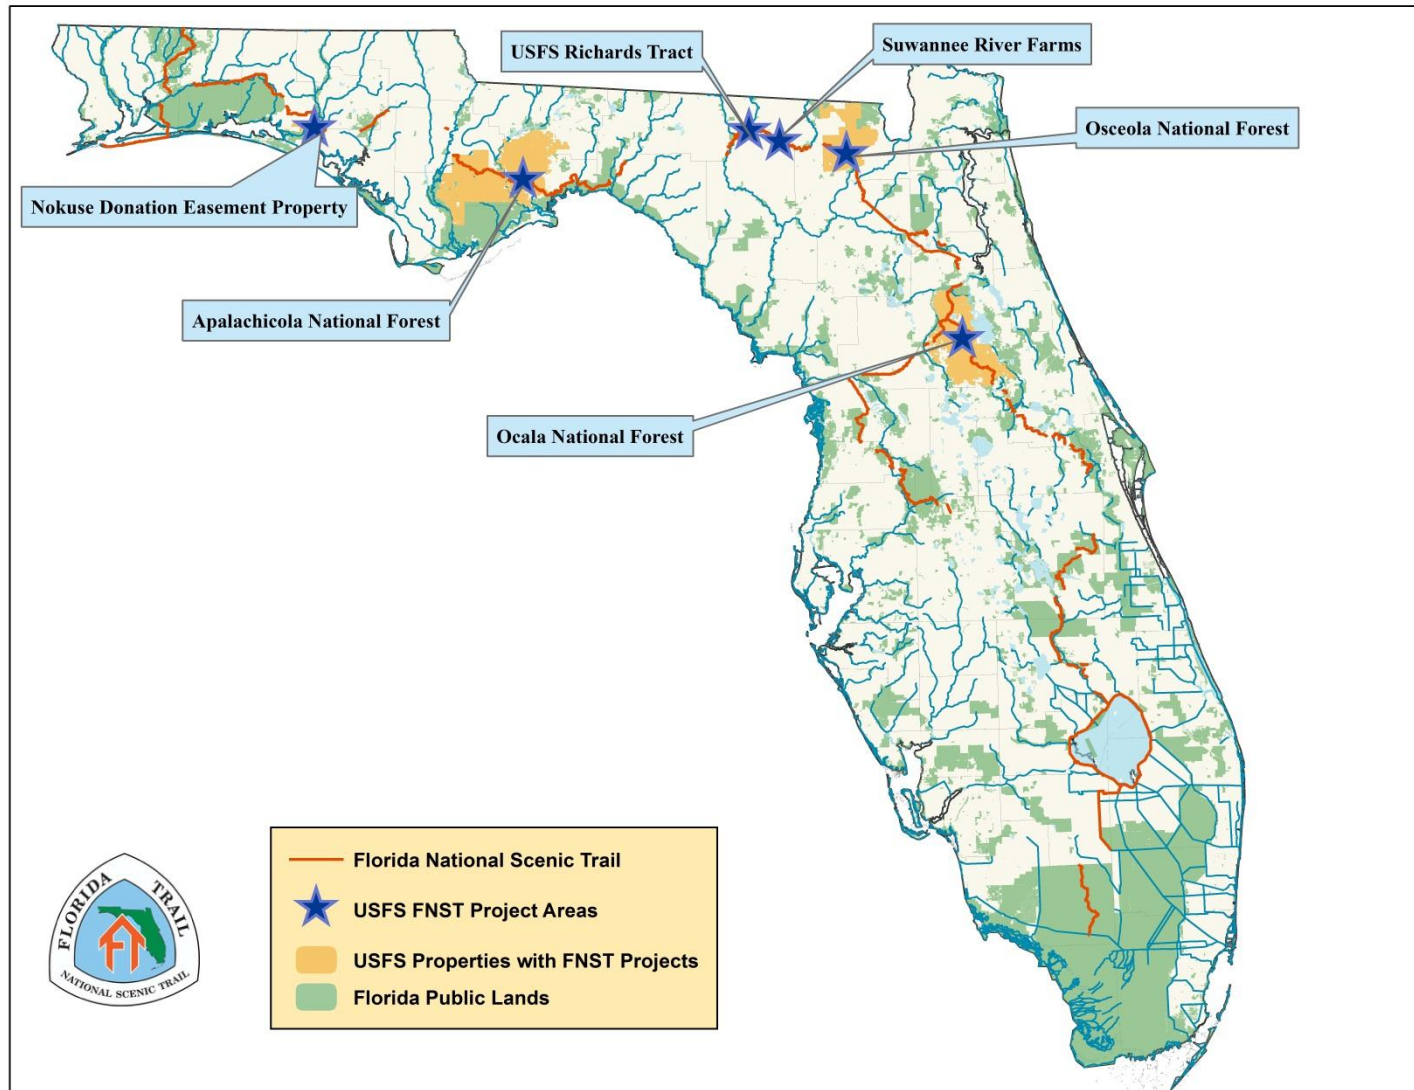 USFS Richards Tract
Suwannee River Farms
Osceola National Forest
Nokuse Donation Easement Property
Apalachicola National Forest
Ocala National Forest
Florida National Scenic Trail
USFS FNST Project Areas
USFS Properties with FNST Projects
Florida Public Lands
FLORIDA TRAIL
FT
NATIONAL SCENIC TRAIL